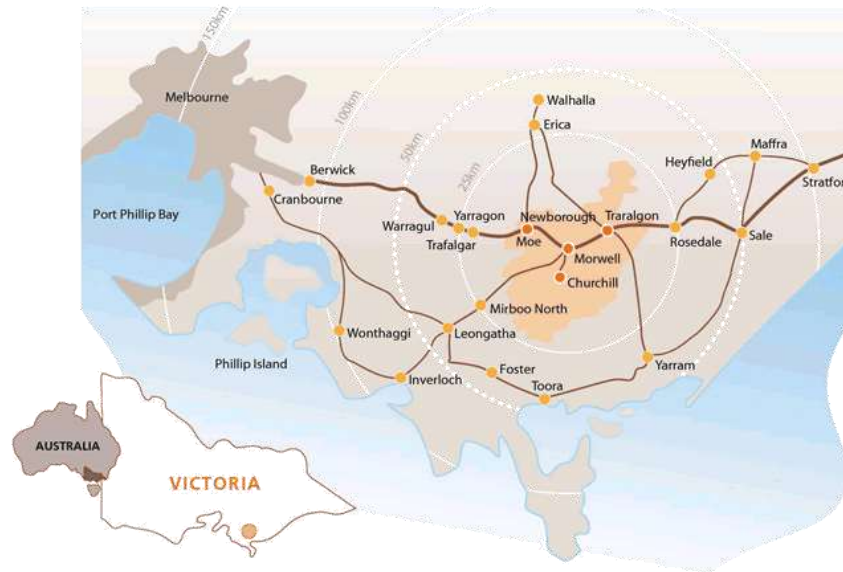 150km
Melbourne
100km
Walhalla
Erica
50km
Maffra
Heyfield
Berwick
25km
Stratfor
Cranbourne
Port Phillip Bay
Yarragon
Newborough
Traralgon
Warragul
Trafalgar
Moe
Rosedale
Sale
Morwell
Churchill
Mirboo North
Wonthaggi
Leongatha
Phillip Island
Foster
Yarram
Inverloch
Toora
AUSTRALIA
VICTORIA